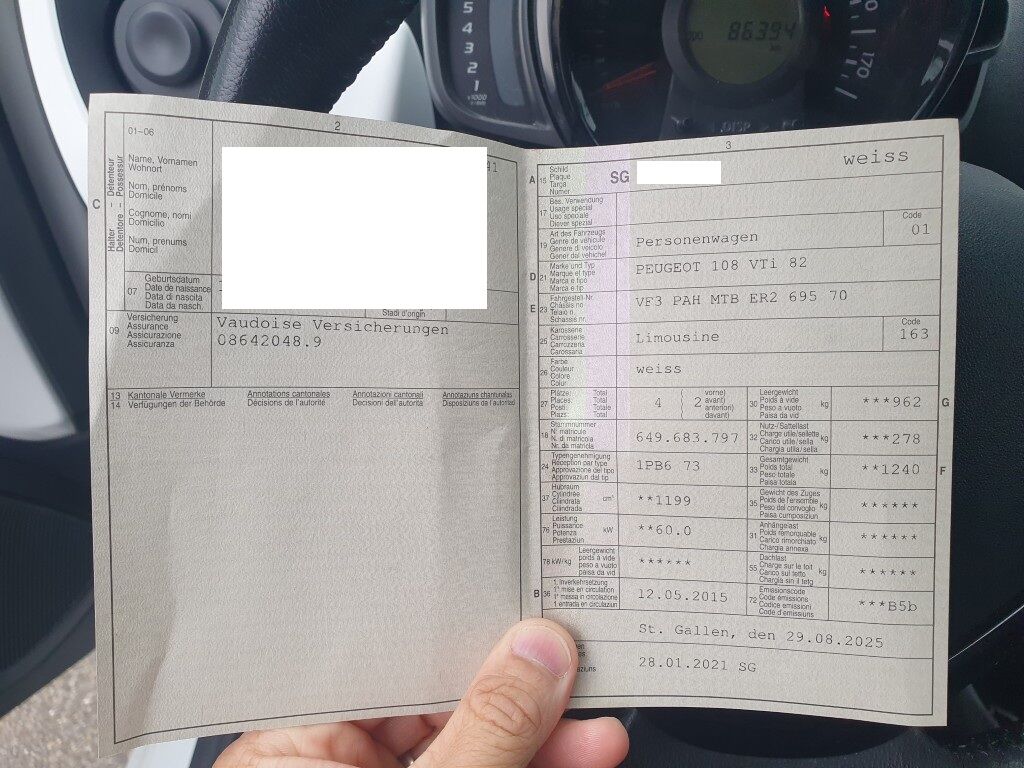 5
4
3
2
1
86394
km
170
DISP
2
01-06
C
Halter – Détenteur
Detentore – Possessur
Name, Vornamen
Wohnort
Nom, prénoms
Domicile
Cognome, nomi
Domicilio
Num, prenums
Domicil
41
07
Geburtsdatum
Date de naissance
Data di nascita
Data da nasch.
Stadi d'origin
09
Versicherung
Assurance
Assicurazione
Assicuranza
Vaudoise Versicherungen
08642048.9
13 Kantonale Vermerke Annotations cantonales Annotazioni cantonali Annotaziuns chantunalas
14 Verfügungen der Behörde Décisions de l'autorité Decisioni dell'autorità Disposiziuns da l'autoritad
3
A 15
Schild
Plaque
Targa
Numer
SG
weiss
17
Bes. Verwendung
Usage spécial
Uso speciale
Diever spezial
19
Art des Fahrzeugs
Genre de véhicule
Genere di veicolo
Gener dal vehichel
Personenwagen
Code
01
D 21
Marke und Typ
Marque et type
Marca e tipo
Marca e tip
PEUGEOT 108 VTi 82
E 23
Fahrgestell-Nr.
Châssis no
Telaio n.
Schassis nr.
VF3 PAH MTB ER2 695 70
25
Karosserie
Carrosserie
Carrozzeria
Carossaria
Limousine
Code
163
26
Farbe
Couleur
Colore
Colur
weiss
27
Plätze: Total
Places: Total
Posti: Totale
Plazs: Total
4
2
vorne)
avant)
anteriori)
davant)
30
Leergewicht
Poids à vide
Peso a vuoto
Paisa da vid
kg
***962
G
18
Stammnummer
N. matricule
N. di matricola
Nr. da matricla
649.683.797
32
Nutz-/Sattellast
Charge utile/sellette
Carico utile/sella
Chargia utila/sella
kg
***278
24
Typengenehmigung
Réception par type
Approvazione del tipo
Approvaziun dal tip
1PB6 73
33
Gesamtgewicht
Poids total
Peso totale
Paisa totala
kg
**1240
F
37
Hubraum
Cylindrée
Cilindrata
Cilindrada
cm³
**1199
35
Gewicht des Zuges
Poids de l'ensemble
Peso del convoglio
Paisa cumposiziun
kg
******
76
Leistung
Puissance
Potenza
Prestaziun
kW
**60.0
31
Anhängelast
Poids remorquable
Carico rimorchiato
Chargia annexa
kg
******
78 kW/kg
Leergewicht
poids à vide
peso a vuoto
paisa da vid
******
55
Dachlast
Charge sur le toit
Carico sul tetto
Chargia sin il tetg
kg
******
B 36
1. Inverkehrsetzung
1re mise en circulation
1a messa in circolazione
1 entrada en circulaziun
12.05.2015
72
Emissionscode
Code émissions
Codice emissioni
Code d'emissiuns
***B5b
St. Gallen, den 29.08.2025
28.01.2021 SG